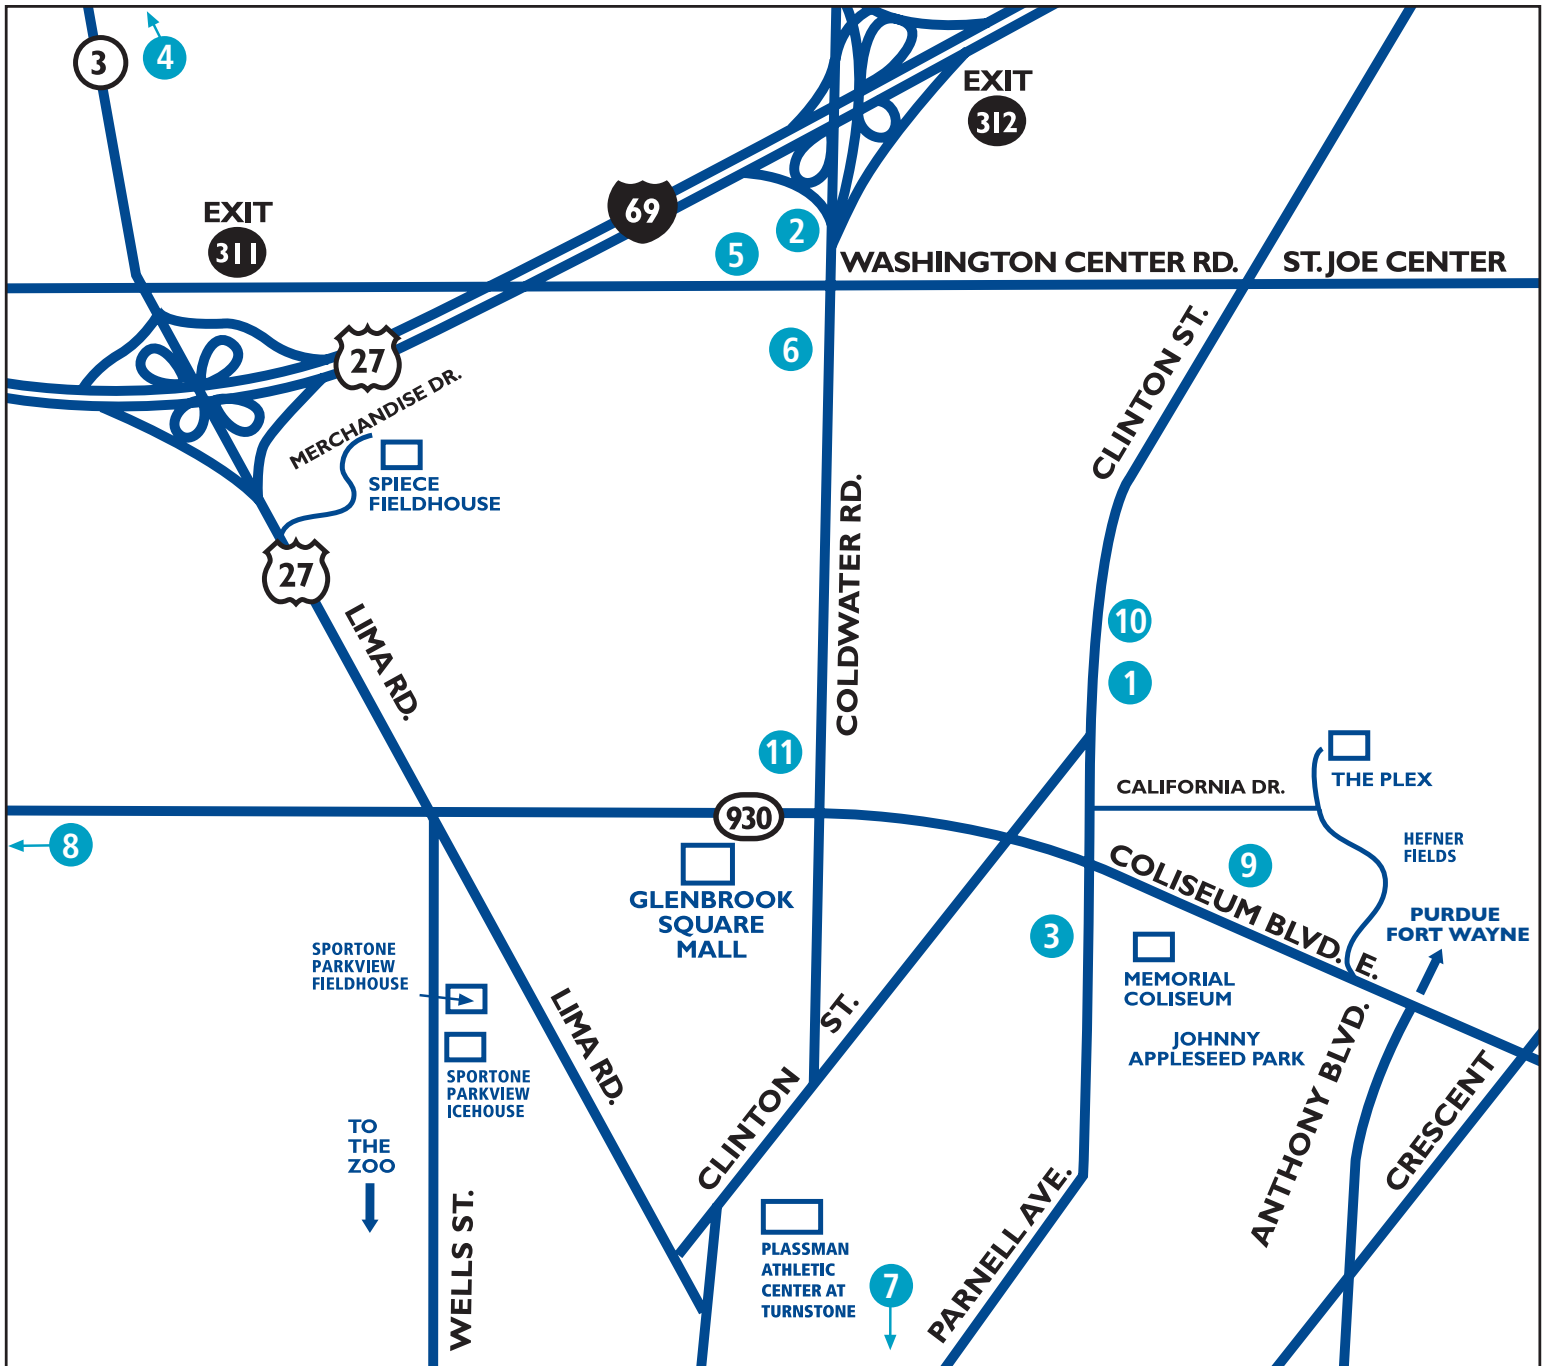 3
4
EXIT
312
69
EXIT
311
2
5
WASHINGTON CENTER RD.
ST. JOE CENTER
6
27
MERCHANDISE DR.
CLINTON ST.
SPIECE
FIELDHOUSE
27
COLDWATER RD.
LIMA RD.
10
1
11
THE PLEX
CALIFORNIA DR.
930
8
HEFNER
FIELDS
COLISEUM BLVD. E.
9
GLENBROOK
SQUARE
MALL
PURDUE
FORT WAYNE
3
SPORTONE
PARKVIEW
FIELDHOUSE
MEMORIAL
COLISEUM
LIMA RD.
CLINTON ST.
JOHNNY
APPLESEED PARK
ANTHONY BLVD.
CRESCENT
SPORTONE
PARKVIEW
ICEHOUSE
TO
THE
ZOO
WELLS ST.
PLASSMAN
ATHLETIC
CENTER AT
TURNSTONE
7
PARNELL AVE.